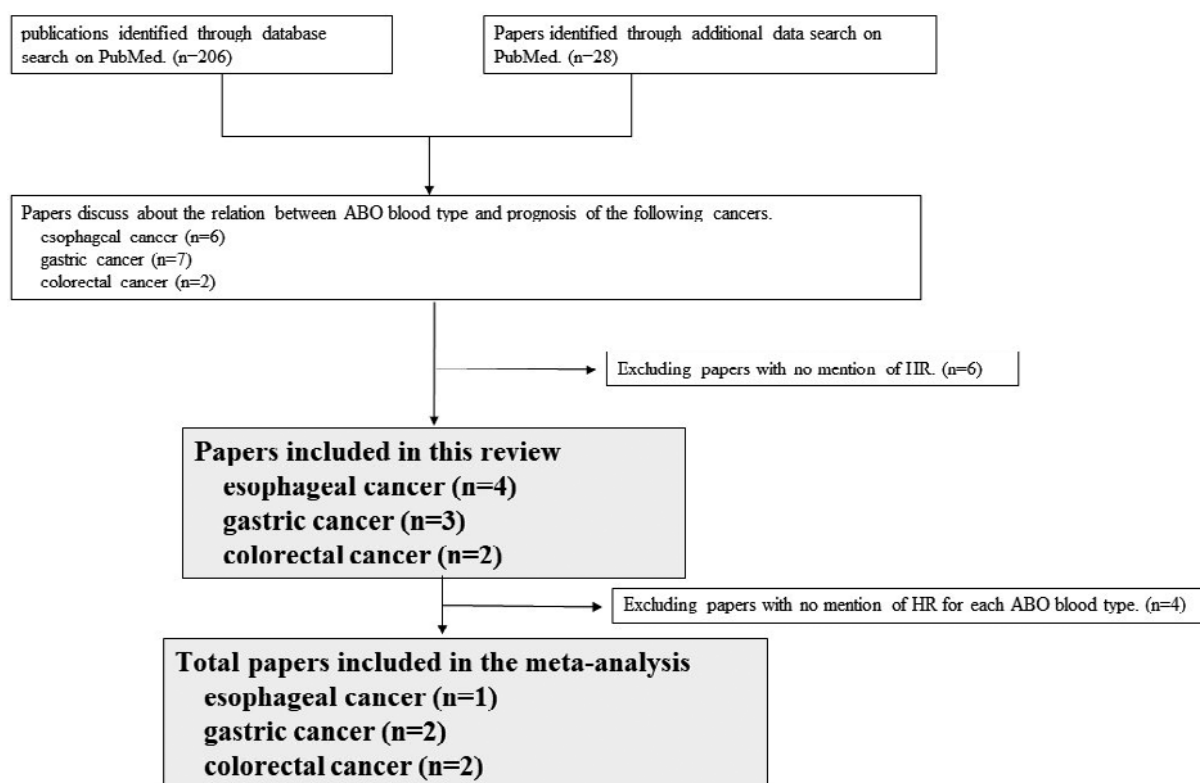 publications identified through database
search on PubMed. (n=206)
Papers identified through additional data search on
PubMed. (n=28)
Papers discuss about the relation between ABO blood type and prognosis of the following cancers.
esophageal cancer (n=6)
gastric cancer (n=7)
colorectal cancer (n=2)
Excluding papers with no mention of HR. (n=6)
Papers included in this review
esophageal cancer (n=4)
gastric cancer (n=3)
colorectal cancer (n=2)
Excluding papers with no mention of HR for each ABO blood type. (n=4)
Total papers included in the meta-analysis
esophageal cancer (n=1)
gastric cancer (n=2)
colorectal cancer (n=2)